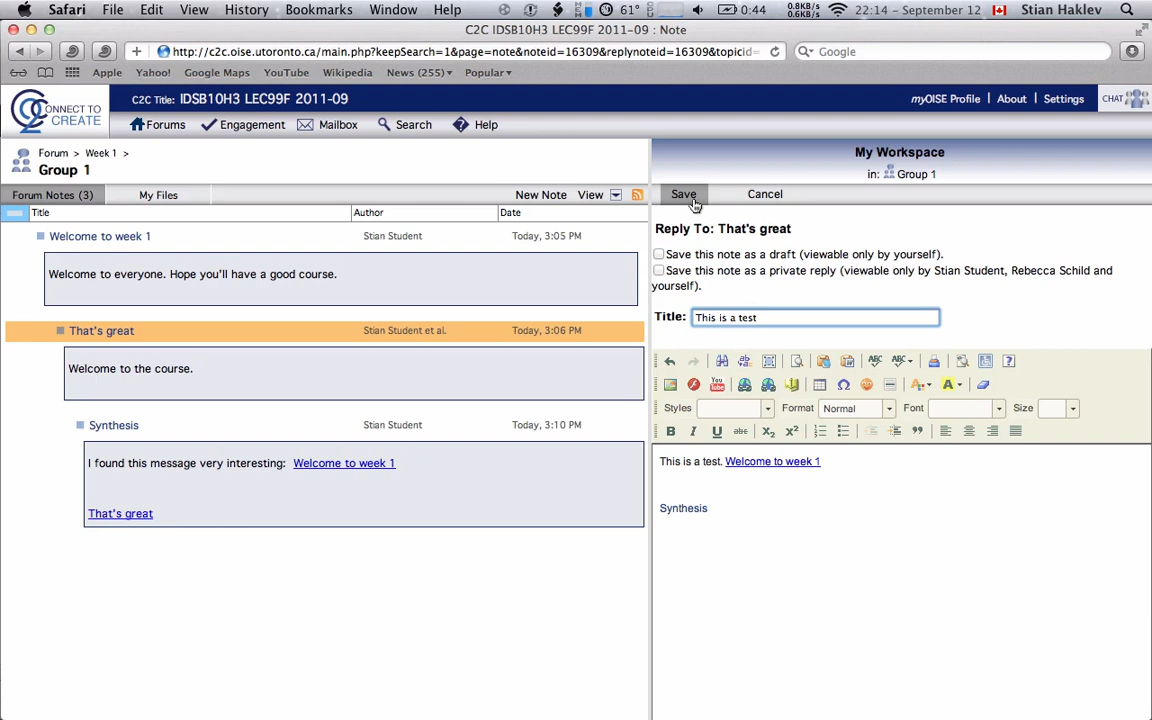 Safari File Edit View History Bookmarks Window Help 61° 0:44 0.8KB/s 0.6KB/s 22:14 – September 12 Stian Haklev
C2C IDSB10H3 LEC99F 2011-09 : Note
http://c2c.oise.utoronto.ca/main.php?keepSearch=1&page=note&noteid=16309&replynoteid=16309&topicid= Google
Apple Yahoo! Google Maps YouTube Wikipedia News (255) Popular
CONNECT TO CREATE
C2C Title: IDSB10H3 LEC99F 2011-09 myOISE Profile | About | Settings CHAT
Forums Engagement Mailbox Search Help
Forum > Week 1 >
Group 1
Forum Notes (3) My Files New Note View
Title Author Date
Welcome to week 1 Stian Student Today, 3:05 PM
Welcome to everyone. Hope you'll have a good course.
That's great Stian Student et al. Today, 3:06 PM
Welcome to the course.
Synthesis Stian Student Today, 3:10 PM
I found this message very interesting: Welcome to week 1
That's great
My Workspace
in: Group 1
Save Cancel
Reply To: That's great
Save this note as a draft (viewable only by yourself).
Save this note as a private reply (viewable only by Stian Student, Rebecca Schild and
yourself).
Title: This is a test
Styles Format Normal Font Size
B I U abc X₂ X²
This is a test. Welcome to week 1
Synthesis